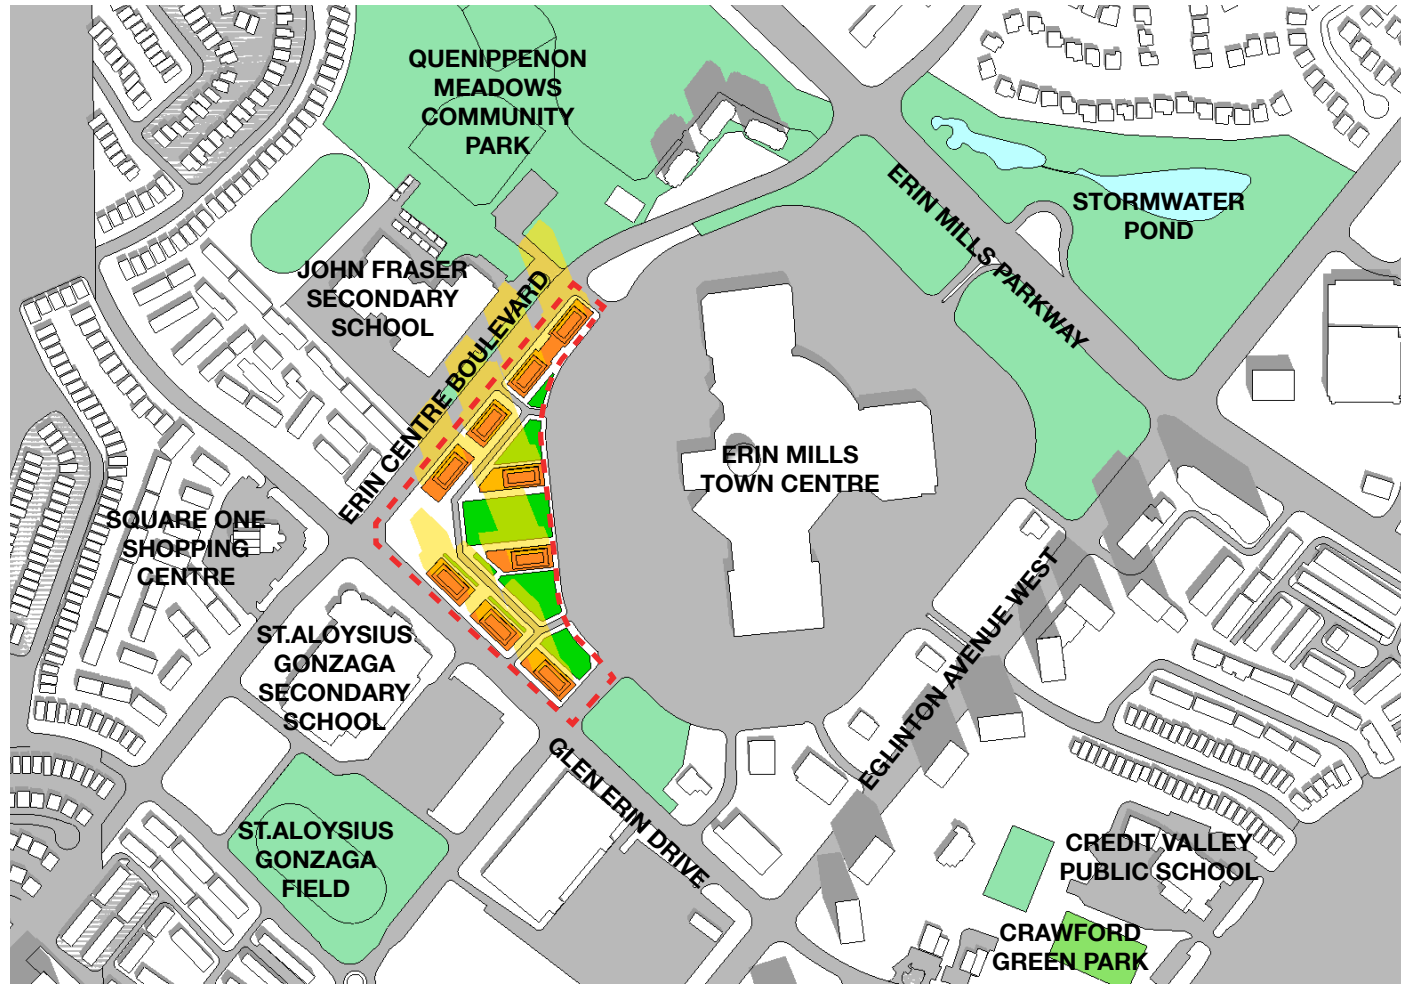 QUENIPPENON
MEADOWS
COMMUNITY
PARK
ERIN MILLS PARKWAY
STORMWATER
POND
JOHN FRASER
SECONDARY
SCHOOL
ERIN CENTRE BOULEVARD
ERIN MILLS
TOWN CENTRE
SQUARE ONE
SHOPPING
CENTRE
EGLINTON AVENUE WEST
ST.ALOYSIUS
GONZAGA
SECONDARY
SCHOOL
GLEN ERIN DRIVE
ST.ALOYSIUS
GONZAGA
FIELD
CREDIT VALLEY
PUBLIC SCHOOL
CRAWFORD
GREEN PARK